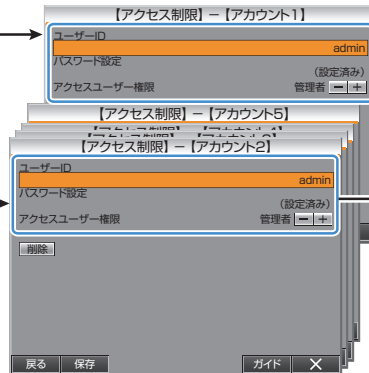 【アクセス制限】－【アカウント1】
ユーザーID
admin
パスワード設定
(設定済み)
アクセスユーザー権限
管理者 － ＋
【アクセス制限】－【アカウント5】
【アクセス制限】－【アカウント2】
ユーザーID
admin
パスワード設定
(設定済み)
アクセスユーザー権限
管理者 － ＋
削除
戻る
保存
ガイド
×